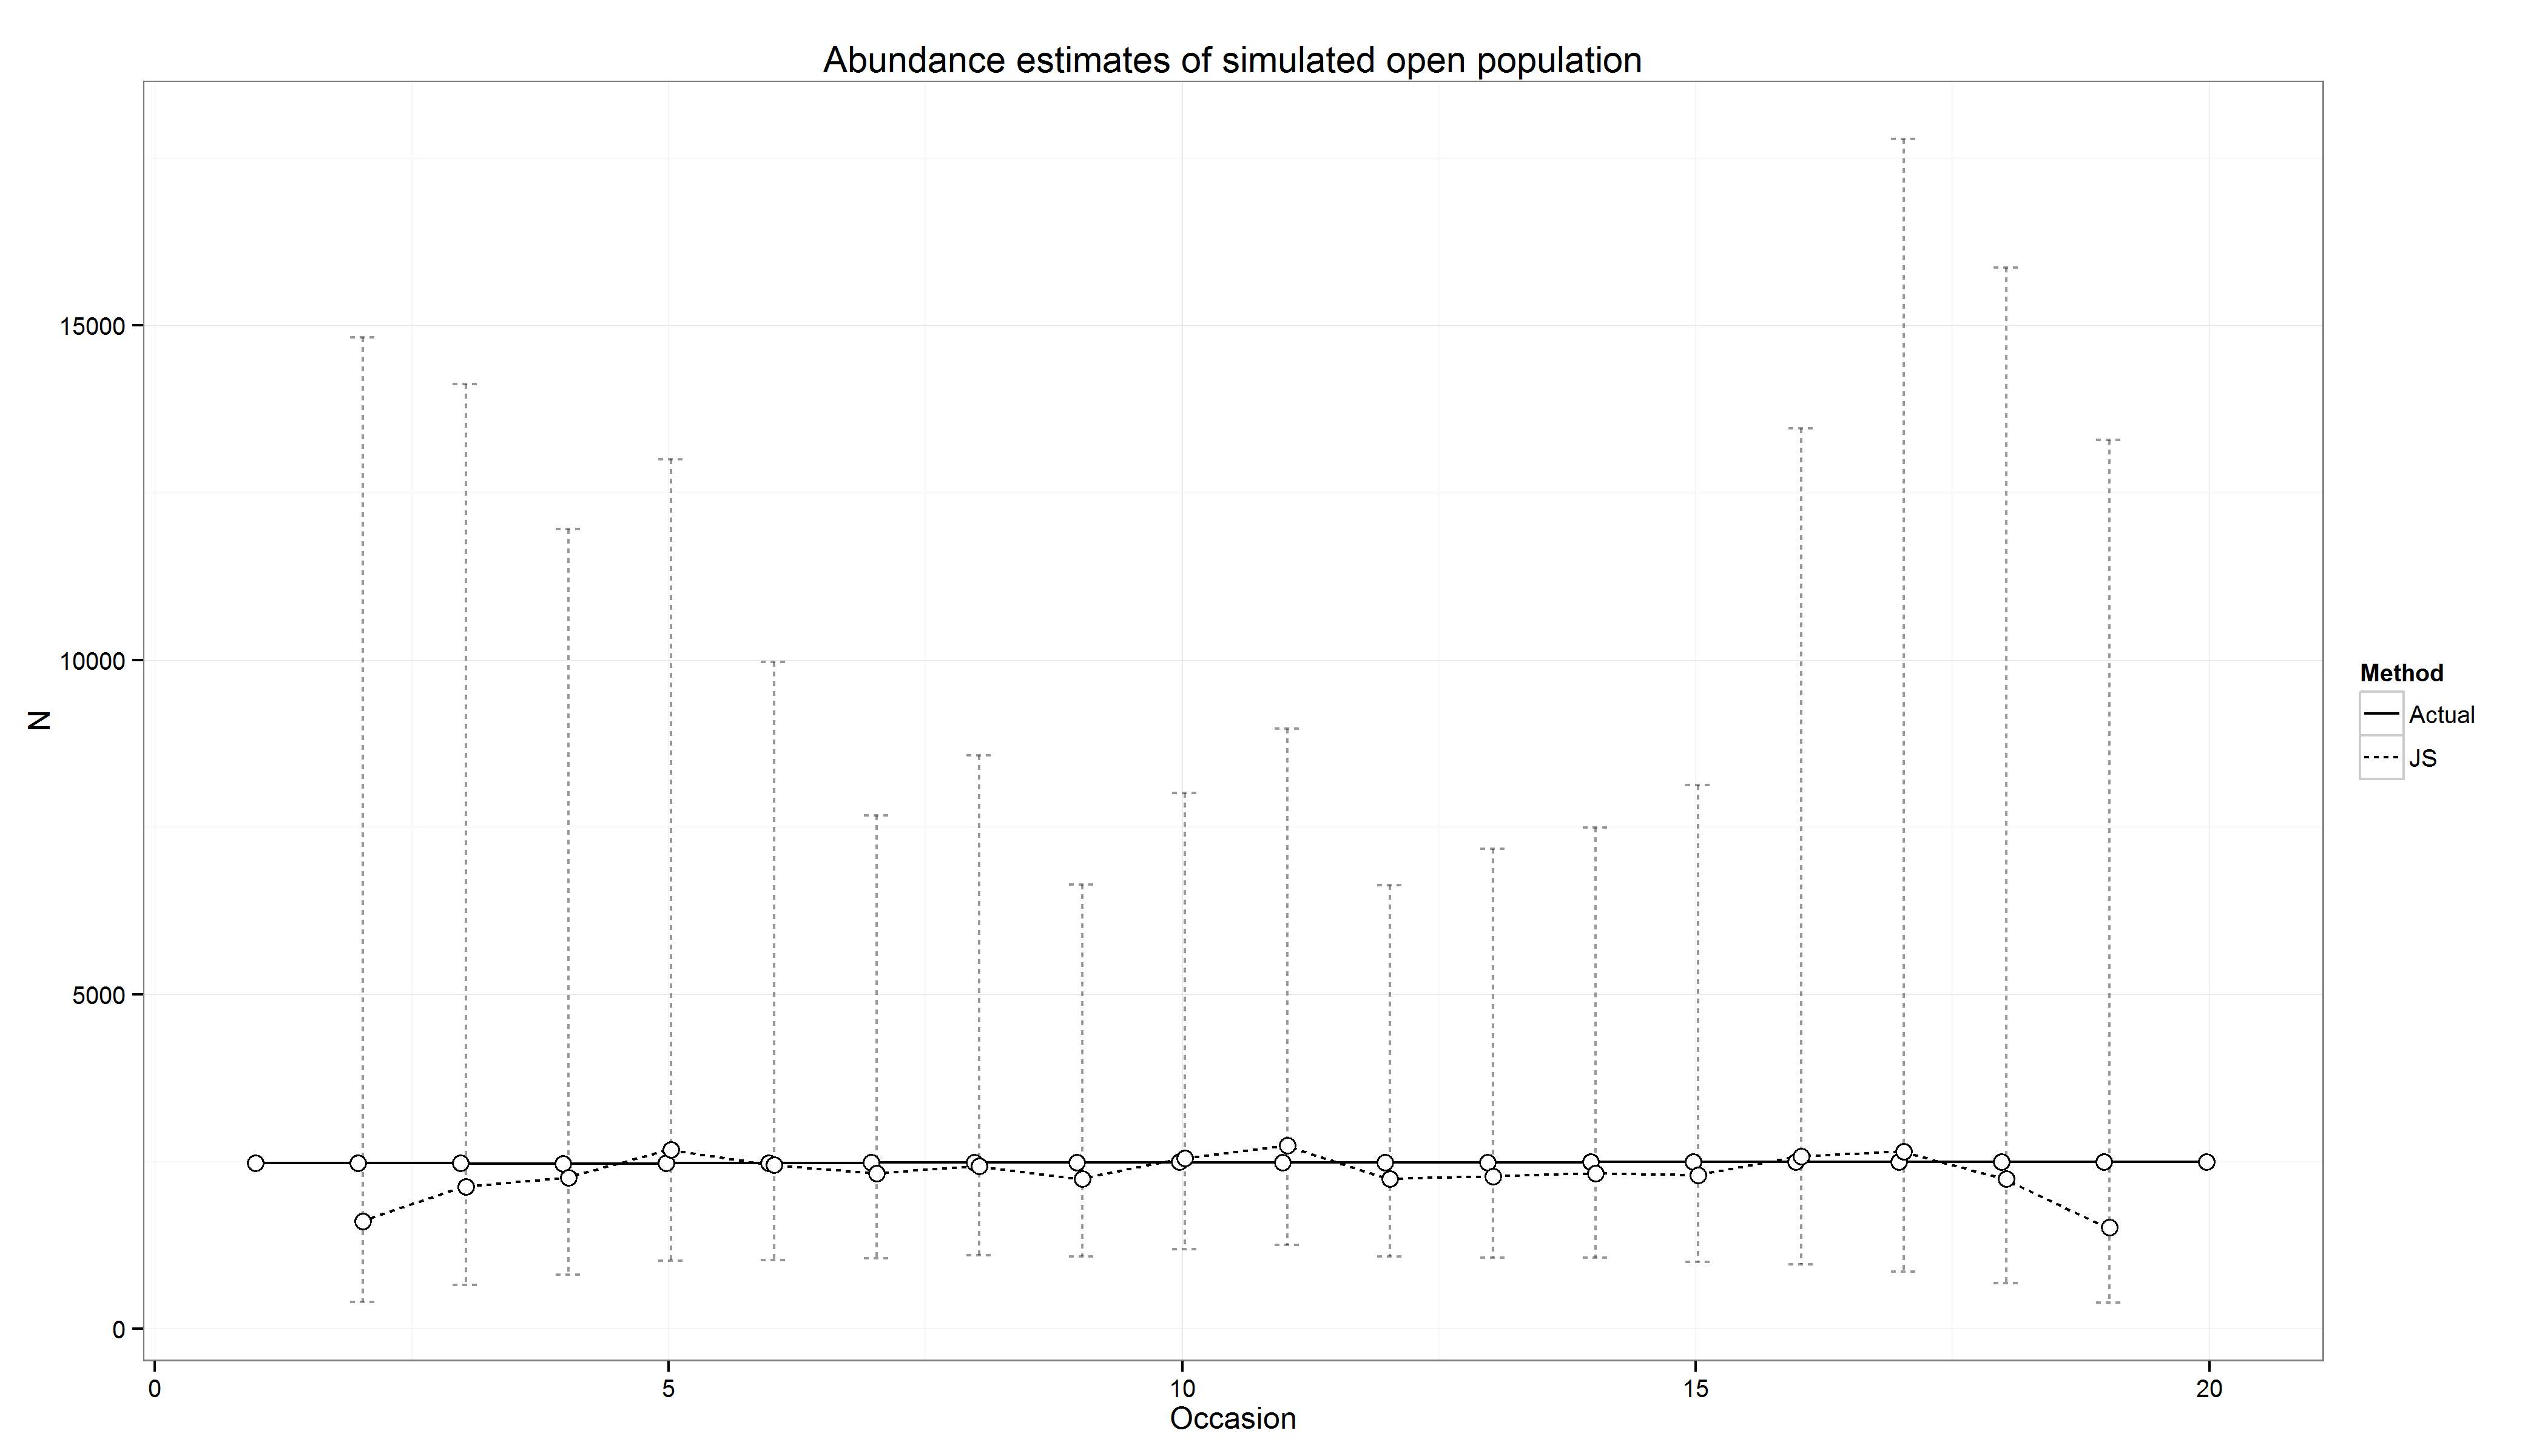 Abundance estimates of simulated open population
15000
10000
5000
0
N
0 5 10 15 20
Occasion
Method
Actual
JS